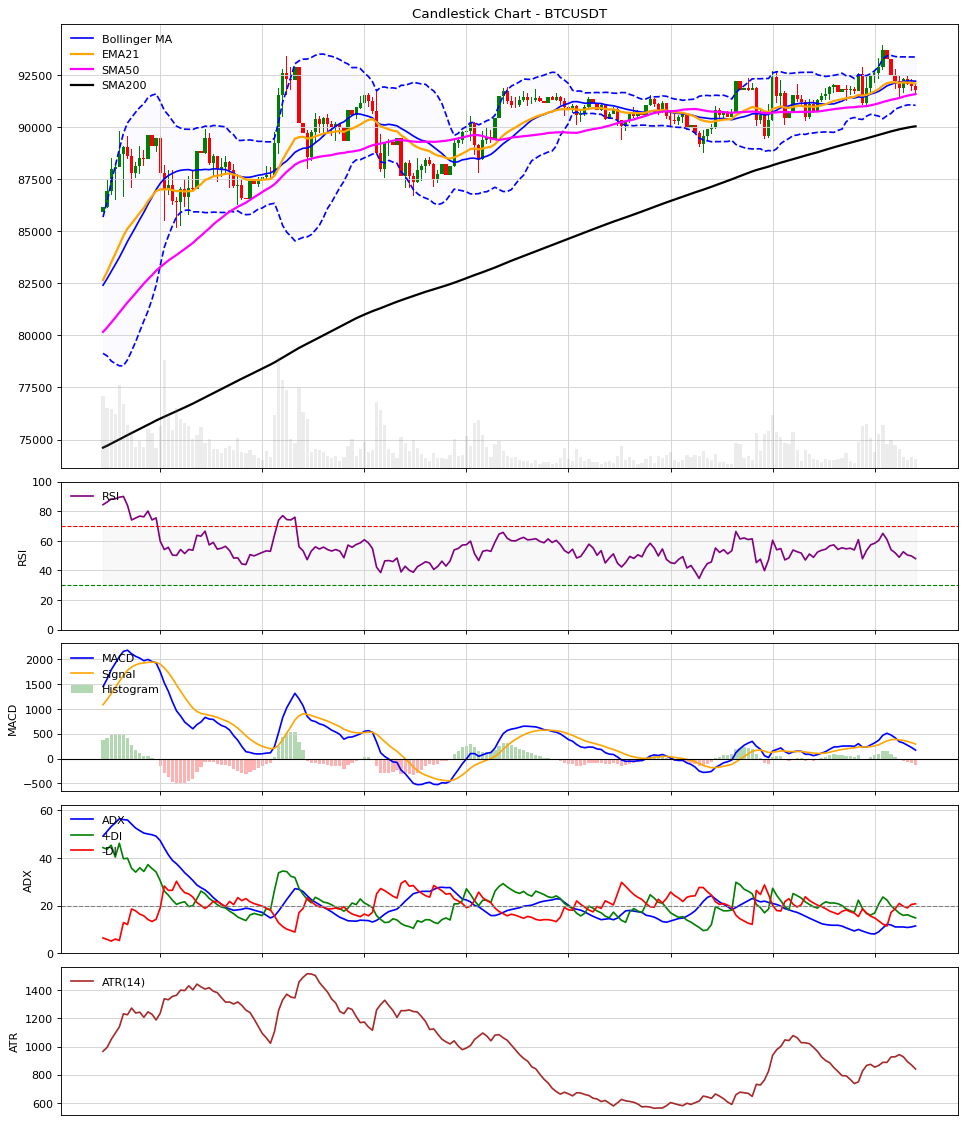 Candlestick Chart - BTCUSDT
Bollinger MA
EMA21
SMA50
SMA200
92500
90000
87500
85000
82500
80000
77500
75000
RSI
RSI
100
80
60
40
20
0
MACD
Signal
Histogram
MACD
2000
1500
1000
500
0
−500
ADX
+DI
-DI
ADX
60
40
20
0
ATR(14)
ATR
1400
1200
1000
800
600